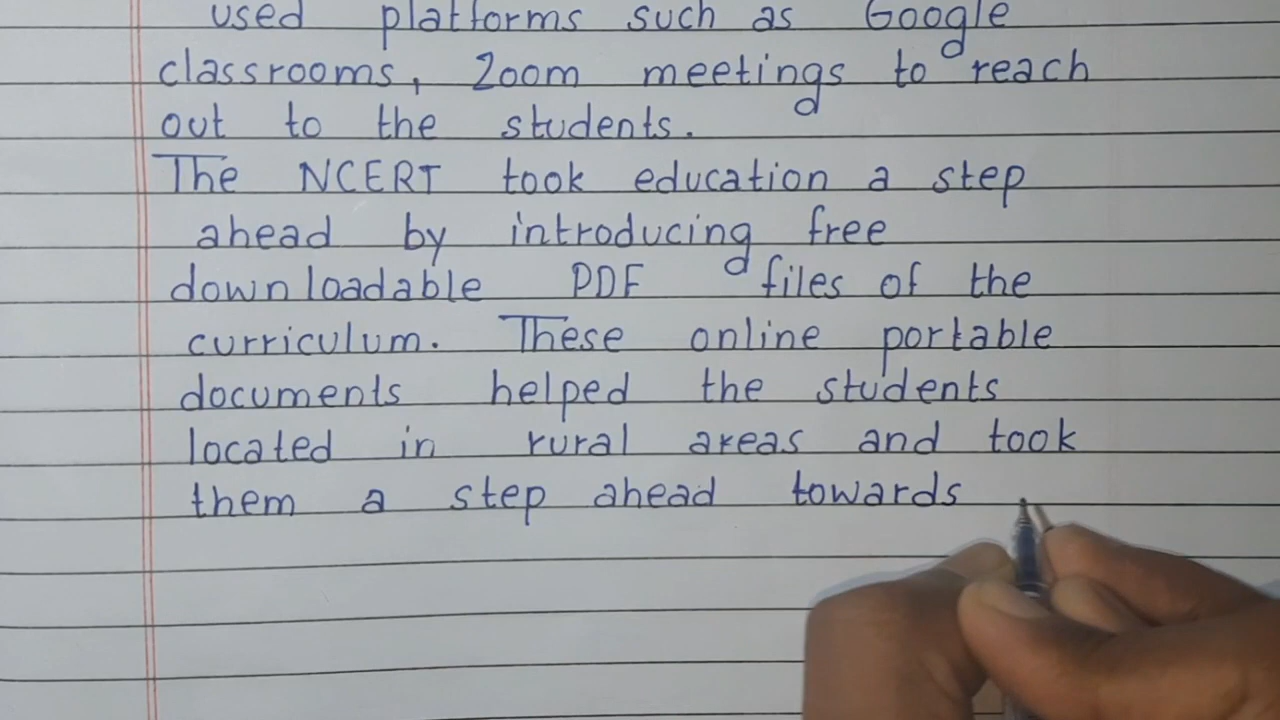 used platforms such as Google
classrooms, Zoom meetings to reach
out to the students.
The NCERT took education a step
ahead by introducing free
downloadable PDF files of the
curriculum. These online portable
documents helped the students
located in rural areas and took
them a step ahead towards